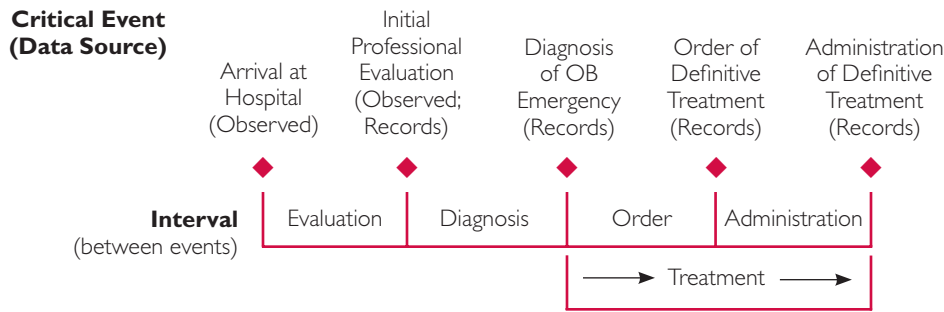 Critical Event
(Data Source)
Arrival at
Hospital
(Observed)
Initial
Professional
Evaluation
(Observed;
Records)
Diagnosis
of OB
Emergency
(Records)
Order of
Definitive
Treatment
(Records)
Administration
of Definitive
Treatment
(Records)
Interval
(between events)
Evaluation
Diagnosis
Order
Administration
Treatment